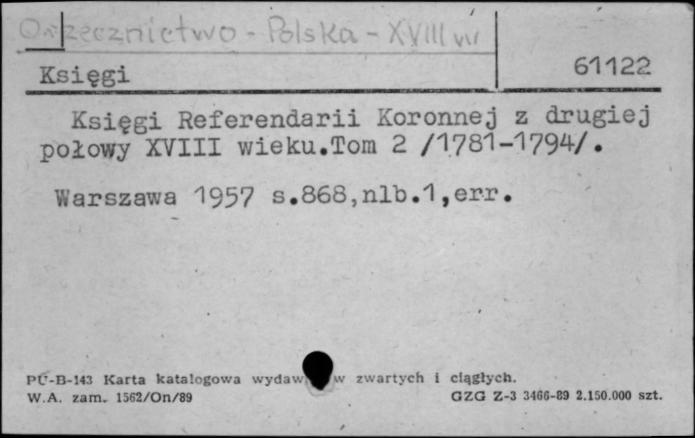 Orzecznictwo - Polska - XVIII w
Księgi 61122
Księgi Referendarii Koronnej z drugiej
połowy XVIII wieku.Tom 2 /1781-1794/.
Warszawa 1957 s.868,nlb.1,err.
PU-B-143 Karta katalogowa wydaw w zwartych i ciągłych.
W.A. zam. 1562/On/89 GZG Z-3 3466-89 2.150.000 szt.